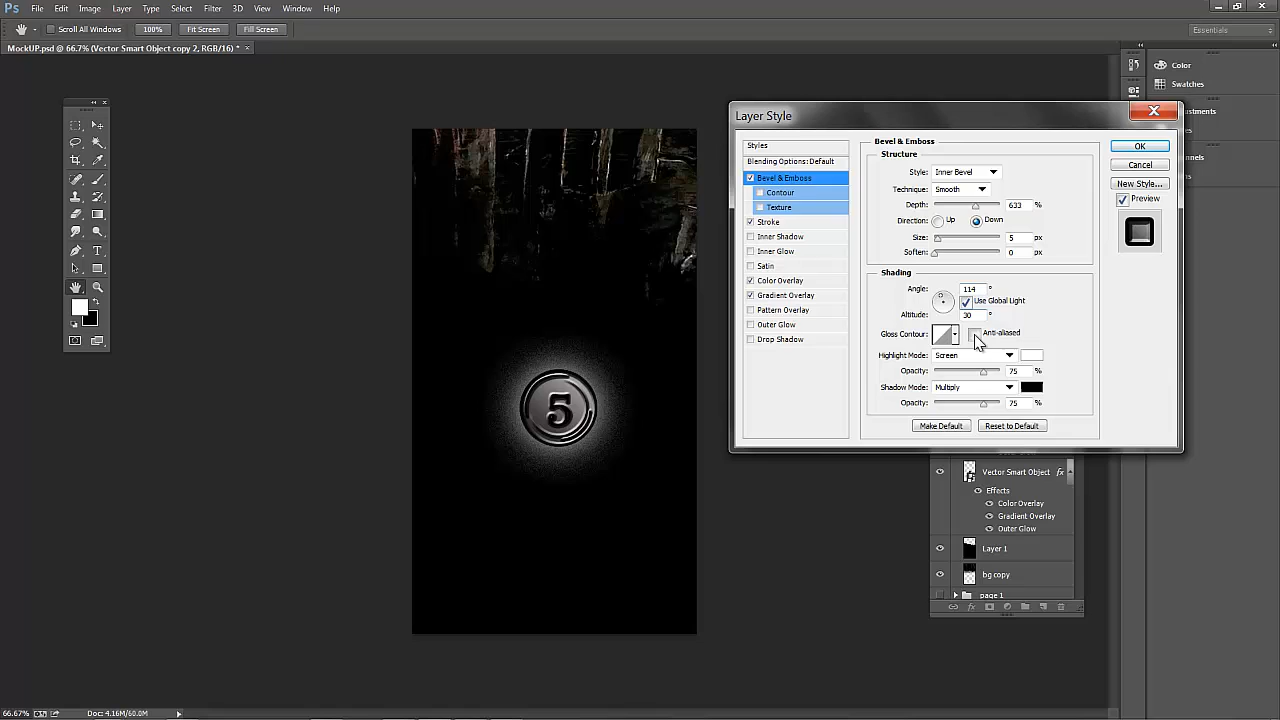 Ps File Edit Image Layer Type Select Filter 3D View Window Help
Scroll All Windows 100% Fit Screen Fill Screen Essentials
MockUP.psd @ 66.7% (Vector Smart Object copy 2, RGB/16) * ×
Color
Swatches
djustments
hannels
5
Layer Style
Styles
Blending Options: Default
Bevel & Emboss
Contour
Texture
Stroke
Inner Shadow
Inner Glow
Satin
Color Overlay
Gradient Overlay
Pattern Overlay
Outer Glow
Drop Shadow
Bevel & Emboss
Structure
Style: Inner Bevel
Technique: Smooth
Depth: 633 %
Direction: Up Down
Size: 5 px
Soften: 0 px
Shading
Angle: 114 °
Use Global Light
Altitude: 30 °
Gloss Contour: Anti-aliased
Highlight Mode: Screen
Opacity: 75 %
Shadow Mode: Multiply
Opacity: 75 %
Make Default Reset to Default
OK
Cancel
New Style...
Preview
Vector Smart Object fx
Effects
Color Overlay
Gradient Overlay
Outer Glow
Layer 1
bg copy
page 1
fx
66.67% Doc: 4.16M/60.0M